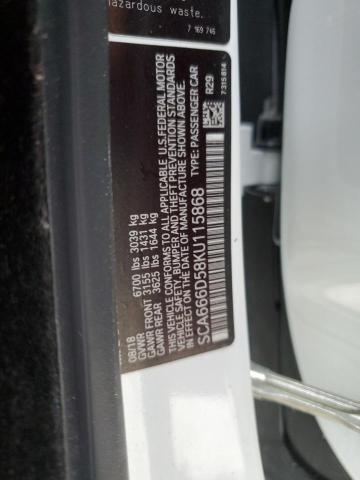 hazardous waste.
7 169 746
08/18
GVWR 6700 lbs 3039 kg
GAWR FRONT 3155 lbs 1431 kg
GAWR REAR 3625 lbs 1644 kg
THIS VEHICLE CONFORMS TO ALL APPLICABLE U.S.FEDERAL MOTOR
VEHICLE SAFETY, BUMPER AND THEFT PREVENTION STANDARDS
IN EFFECT ON THE DATE OF MANUFACTURE SHOWN ABOVE.
SCA666D58KU115868 TYPE: PASSENGER CAR
R29
7315814